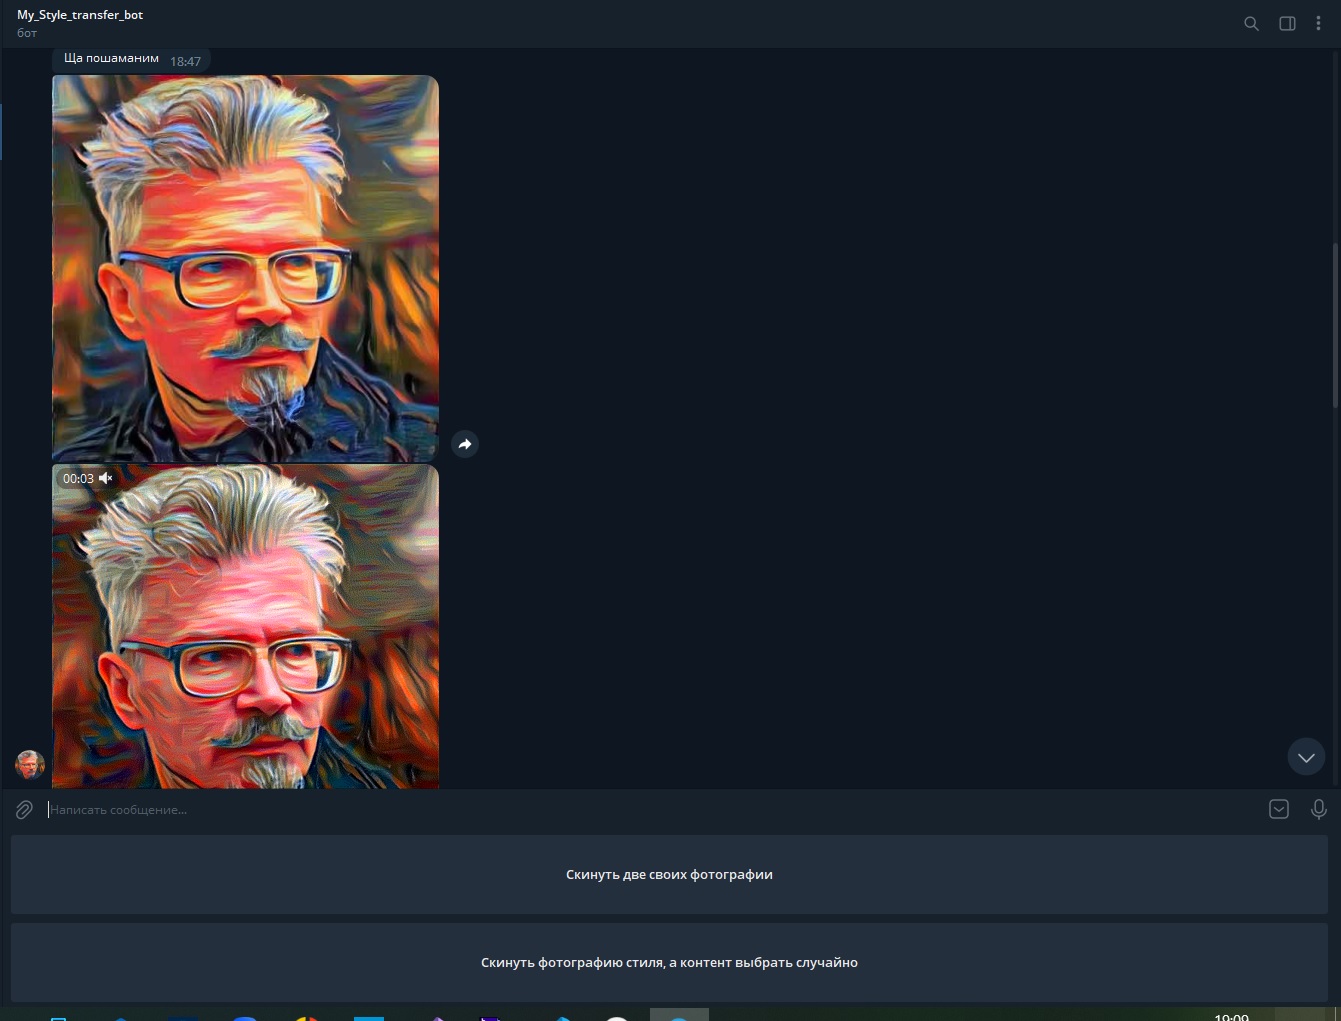 My_Style_transfer_bot
бот
Ща пошаманим 18:47
00:03
Написать сообщение...
Скинуть две своих фотографии
Скинуть фотографию стиля, а контент выбрать случайно
19:09